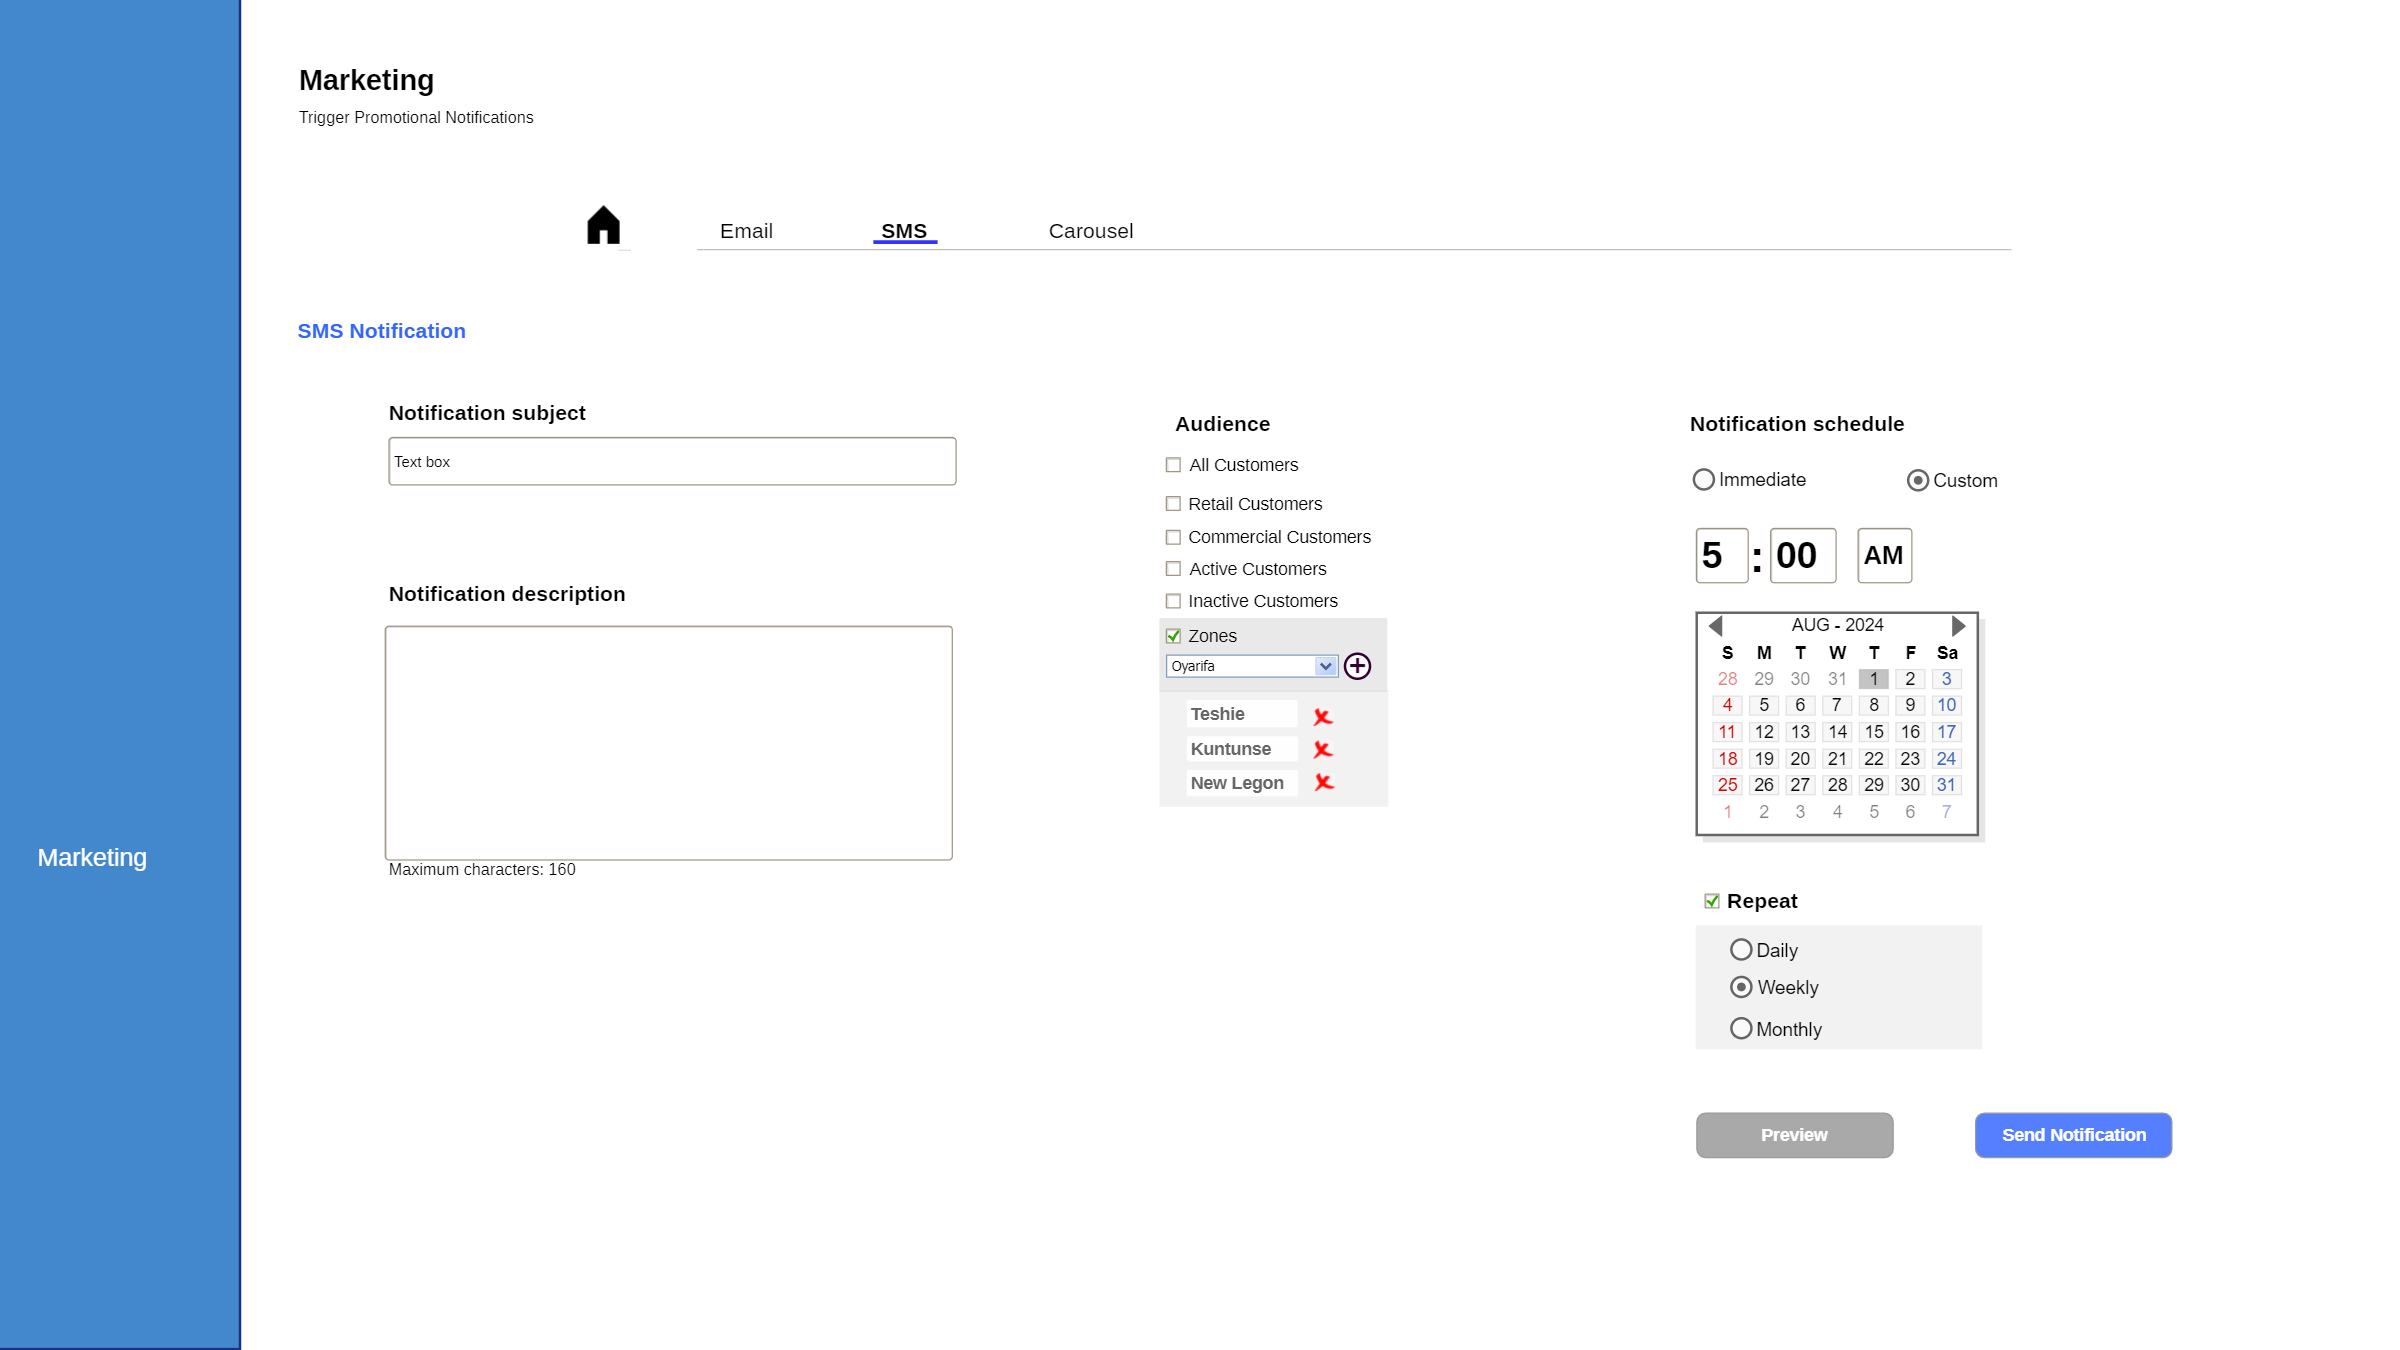 Marketing
Trigger Promotional Notifications
Email SMS Carousel
SMS Notification
Notification subject
Text box
Notification description
Maximum characters: 160
Marketing
Audience
All Customers
Retail Customers
Commercial Customers
Active Customers
Inactive Customers
Zones
Oyarifa
Teshie
Kuntunse
New Legon
Notification schedule
Immediate Custom
5 : 00 AM
AUG - 2024
S M T W T F Sa
28 29 30 31 1 2 3
4 5 6 7 8 9 10
11 12 13 14 15 16 17
18 19 20 21 22 23 24
25 26 27 28 29 30 31
1 2 3 4 5 6 7
Repeat
Daily
Weekly
Monthly
Preview Send Notification